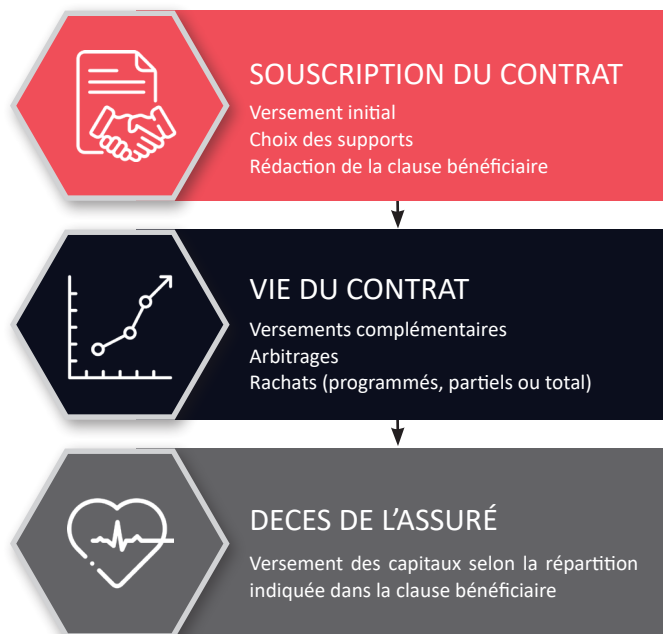 SOUSCRIPTION DU CONTRAT
Versement initial
Choix des supports
Rédaction de la clause bénéficiaire
VIE DU CONTRAT
Versements complémentaires
Arbitrages
Rachats (programmés, partiels ou total)
DECES DE L’ASSURÉ
Versement des capitaux selon la répartition
indiquée dans la clause bénéficiaire